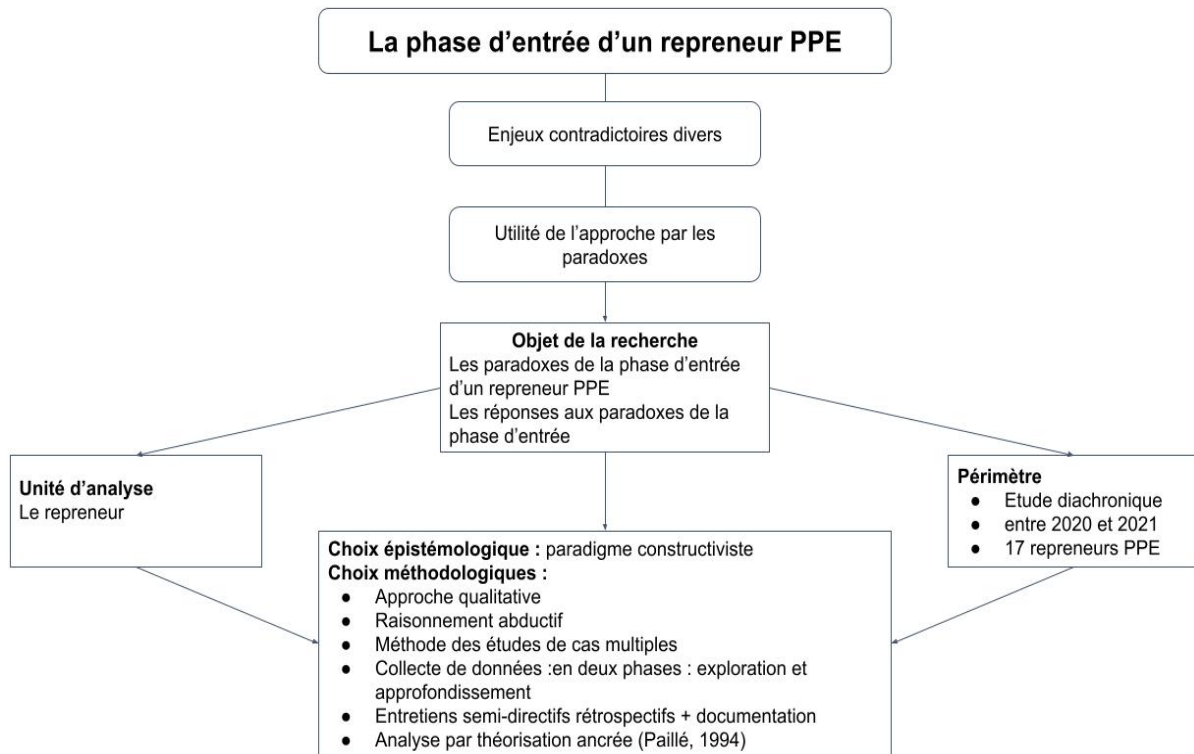 La phase d’entrée d’un repreneur PPE
Enjeux contradictoires divers
Utilité de l’approche par les
paradoxes
Objet de la recherche
Les paradoxes de la phase d’entrée
d’un repreneur PPE
Les réponses aux paradoxes de la
phase d’entrée
Unité d’analyse
Le repreneur
Périmètre
● Etude diachronique
● entre 2020 et 2021
● 17 repreneurs PPE
Choix épistémologique : paradigme constructiviste
Choix méthodologiques :
● Approche qualitative
● Raisonnement abductif
● Méthode des études de cas multiples
● Collecte de données :en deux phases : exploration et
approfondissement
● Entretiens semi-directifs rétrospectifs + documentation
● Analyse par théorisation ancrée (Paillé, 1994)